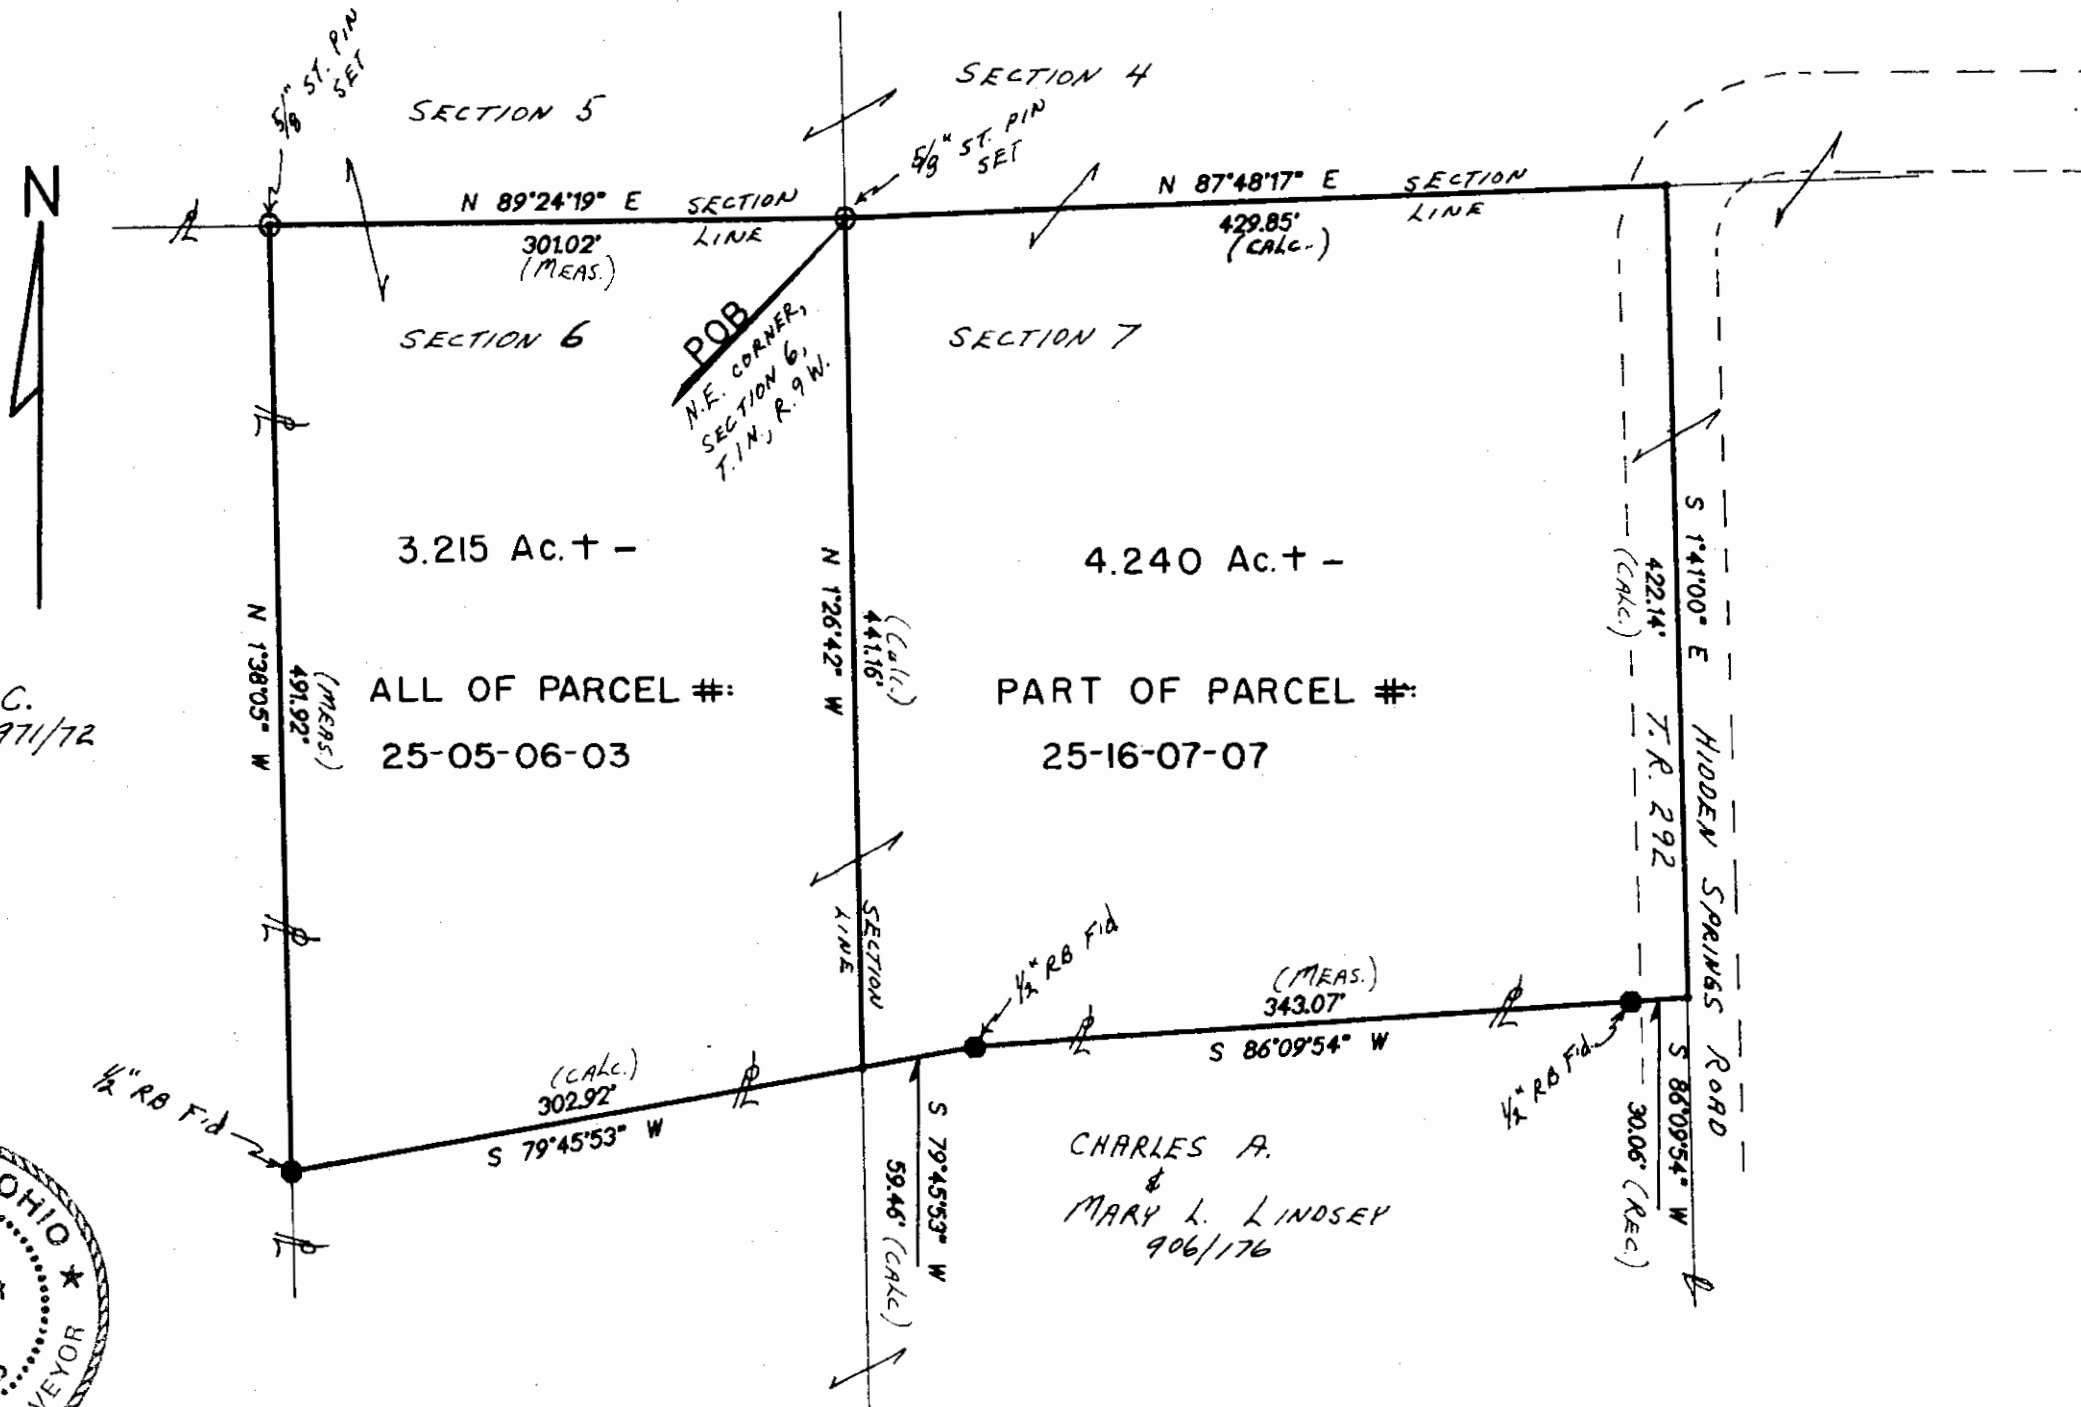 5/8" ST. PIN
SET
SECTION 5
SECTION 4
5/8" ST. PIN
SET
N
N 89°24'19" E SECTION
LINE
301.02'
(MEAS.)
N 87°48'17" E SECTION
LINE
429.85'
(CALC.)
POB
N.E. CORNER,
SECTION 6,
T.1N., R.9W.
SECTION 6
SECTION 7
3.215 Ac.+ -
4.240 Ac.+ -
N 1°38'05" W
491.92'
(MEAS.)
N 1°26'42" W
441.16'
(Calc.)
S 1°41'00" E
422.14'
(CALC.)
ALL OF PARCEL #:
25-05-06-03
PART OF PARCEL #:
25-16-07-07
C.
971/72
T.R. 292
HIDDEN SPRINGS ROAD
SECTION
LINE
1/2" RB Fid
(MEAS.)
343.07'
S 86°09'54" W
1/2" RB Fid
(CALC.)
302.92'
S 79°45'53" W
1/2" RB Fid
S 79°45'53" W
59.46' (CALC)
S 86°09'54" W
30.06' (REC.)
CHARLES A.
&
MARY L. LINDSEY
906/176
OHIO ★
VEYOR